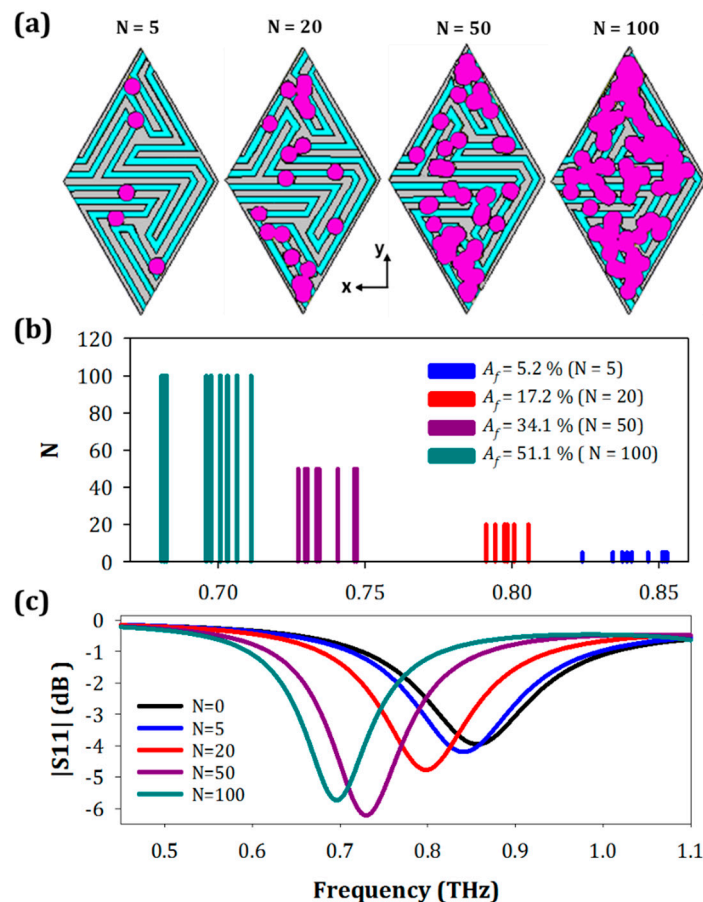 (a)
N = 5 N = 20 N = 50 N = 100
y
x
(b)
120
100
80
60
40
20
0
N
A_f = 5.2 % (N = 5)
A_f = 17.2 % (N = 20)
A_f = 34.1 % (N = 50)
A_f = 51.1 % ( N = 100)
0.70 0.75 0.80 0.85
(c)
0
-1
-2
-3
-4
-5
-6
|S11| (dB)
N=0
N=5
N=20
N=50
N=100
0.5 0.6 0.7 0.8 0.9 1.0 1.1
Frequency (THz)